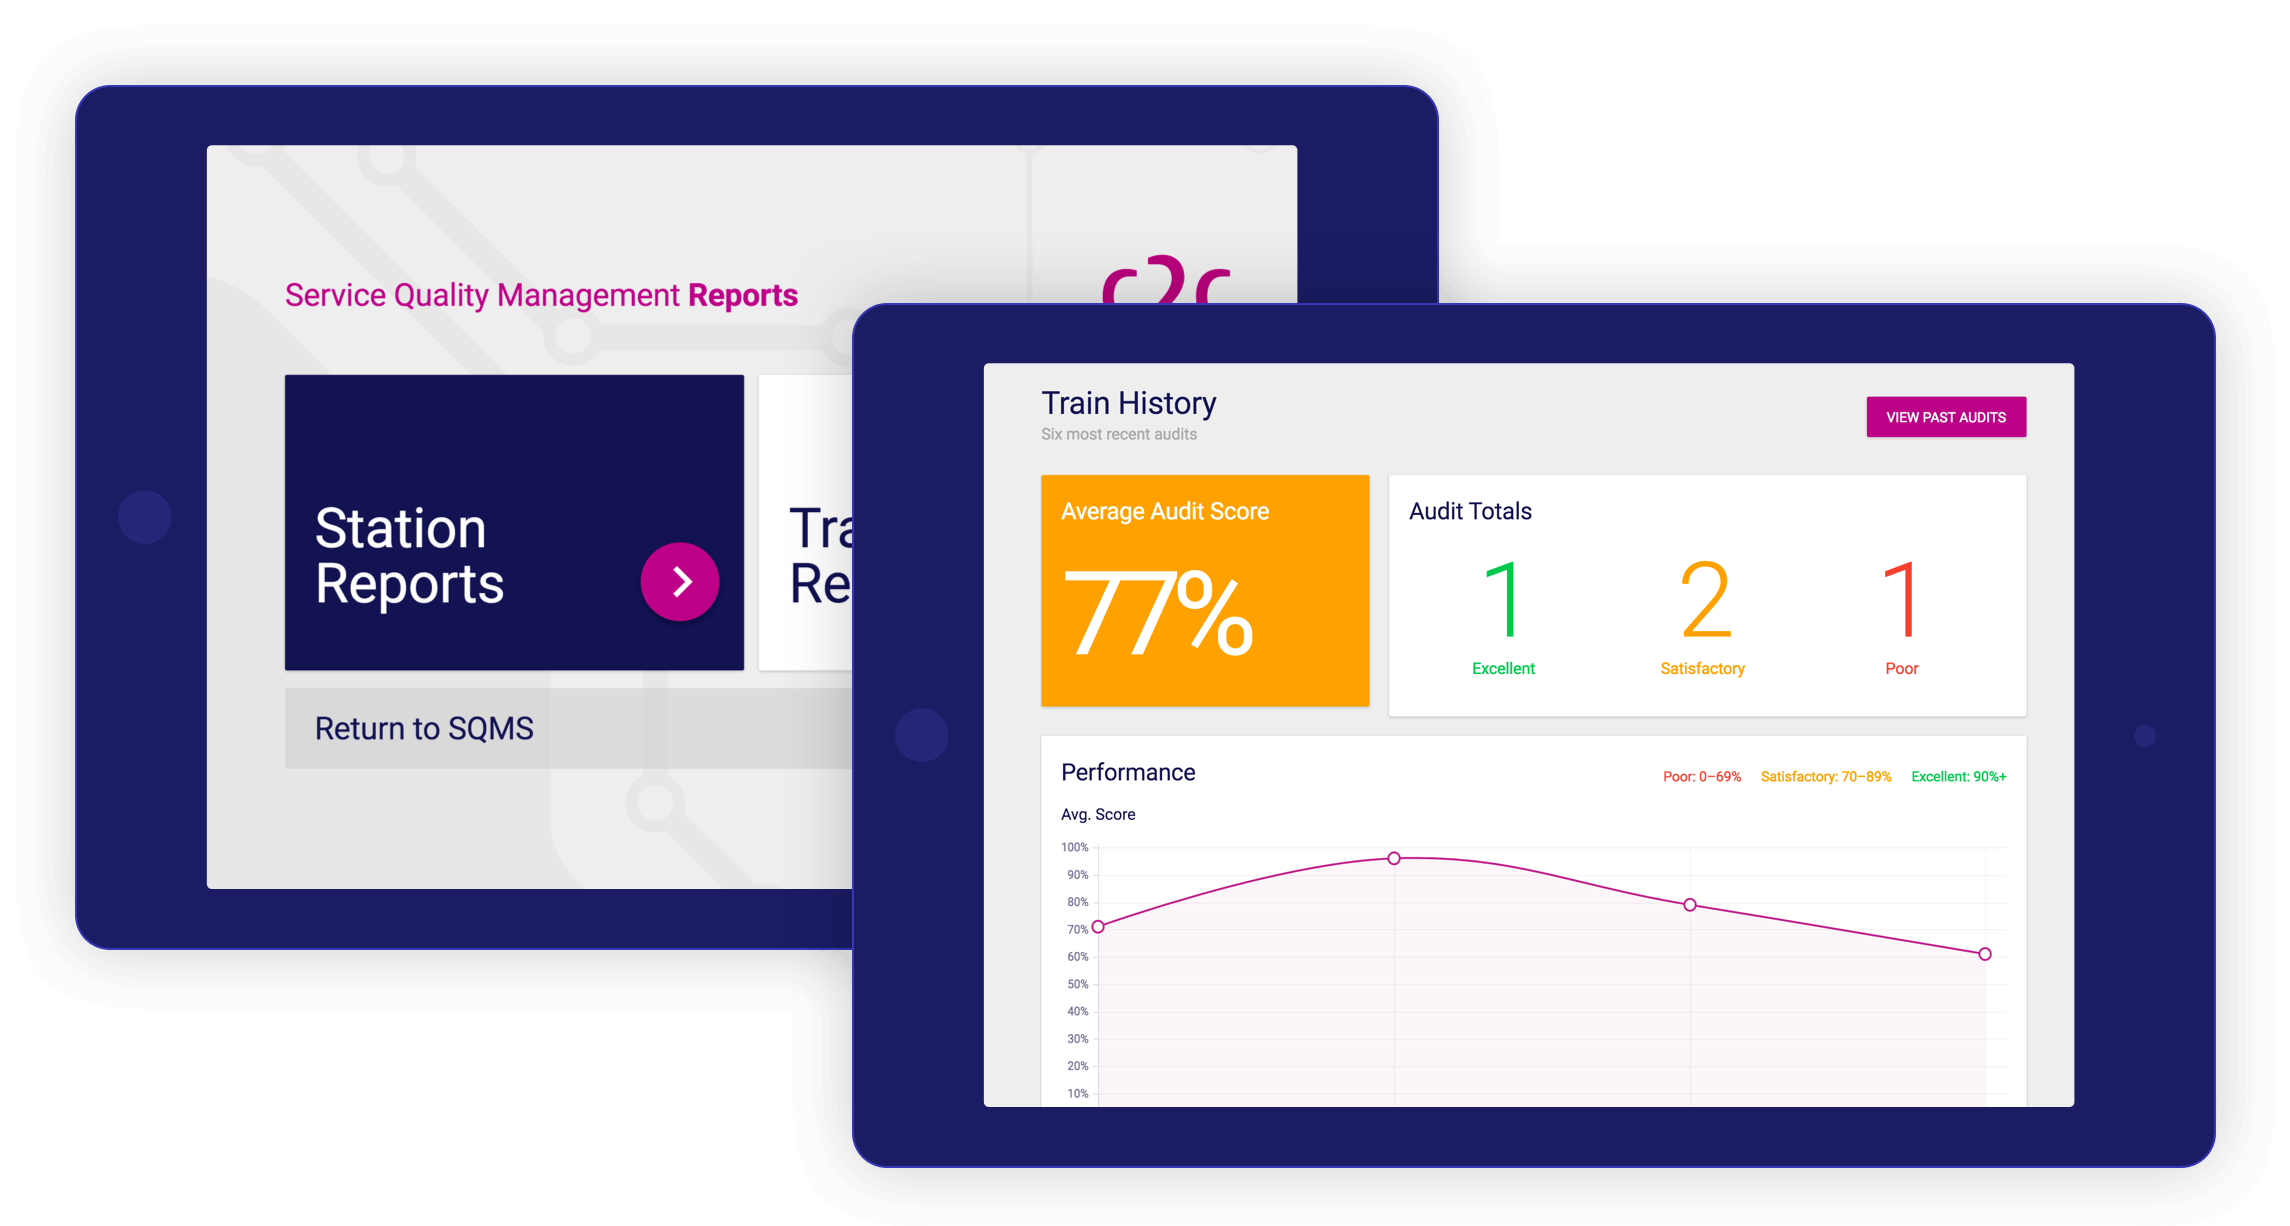 Service Quality Management Reports
c2c
Station
Reports
Return to SQMS
Train History
Six most recent audits
VIEW PAST AUDITS
Average Audit Score
77%
Audit Totals
1
2
1
Excellent
Satisfactory
Poor
Performance
Poor: 0–69%
Satisfactory: 70–89%
Excellent: 90%+
Avg. Score
100%
90%
80%
70%
60%
50%
40%
30%
20%
10%